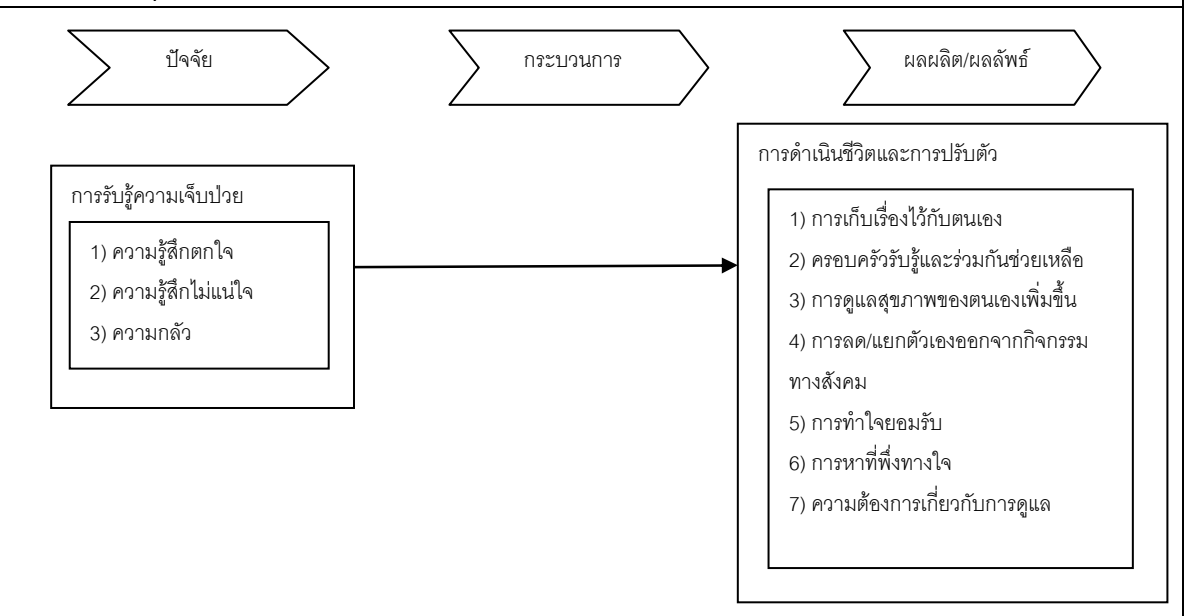 ปัจจัย
กระบวนการ
ผลผลิต/ผลลัพธ์
การรับรู้ความเจ็บป่วย
1) ความรู้สึกตกใจ
2) ความรู้สึกไม่แน่ใจ
3) ความกลัว
การดำเนินชีวิตและการปรับตัว
1) การเก็บเรื่องไว้กับตนเอง
2) ครอบครัวรับรู้และร่วมกันช่วยเหลือ
3) การดูแลสุขภาพของตนเองเพิ่มขึ้น
4) การลด/แยกตัวเองออกจากกิจกรรม
ทางสังคม
5) การทำใจยอมรับ
6) การหาที่พึ่งทางใจ
7) ความต้องการเกี่ยวกับการดูแล